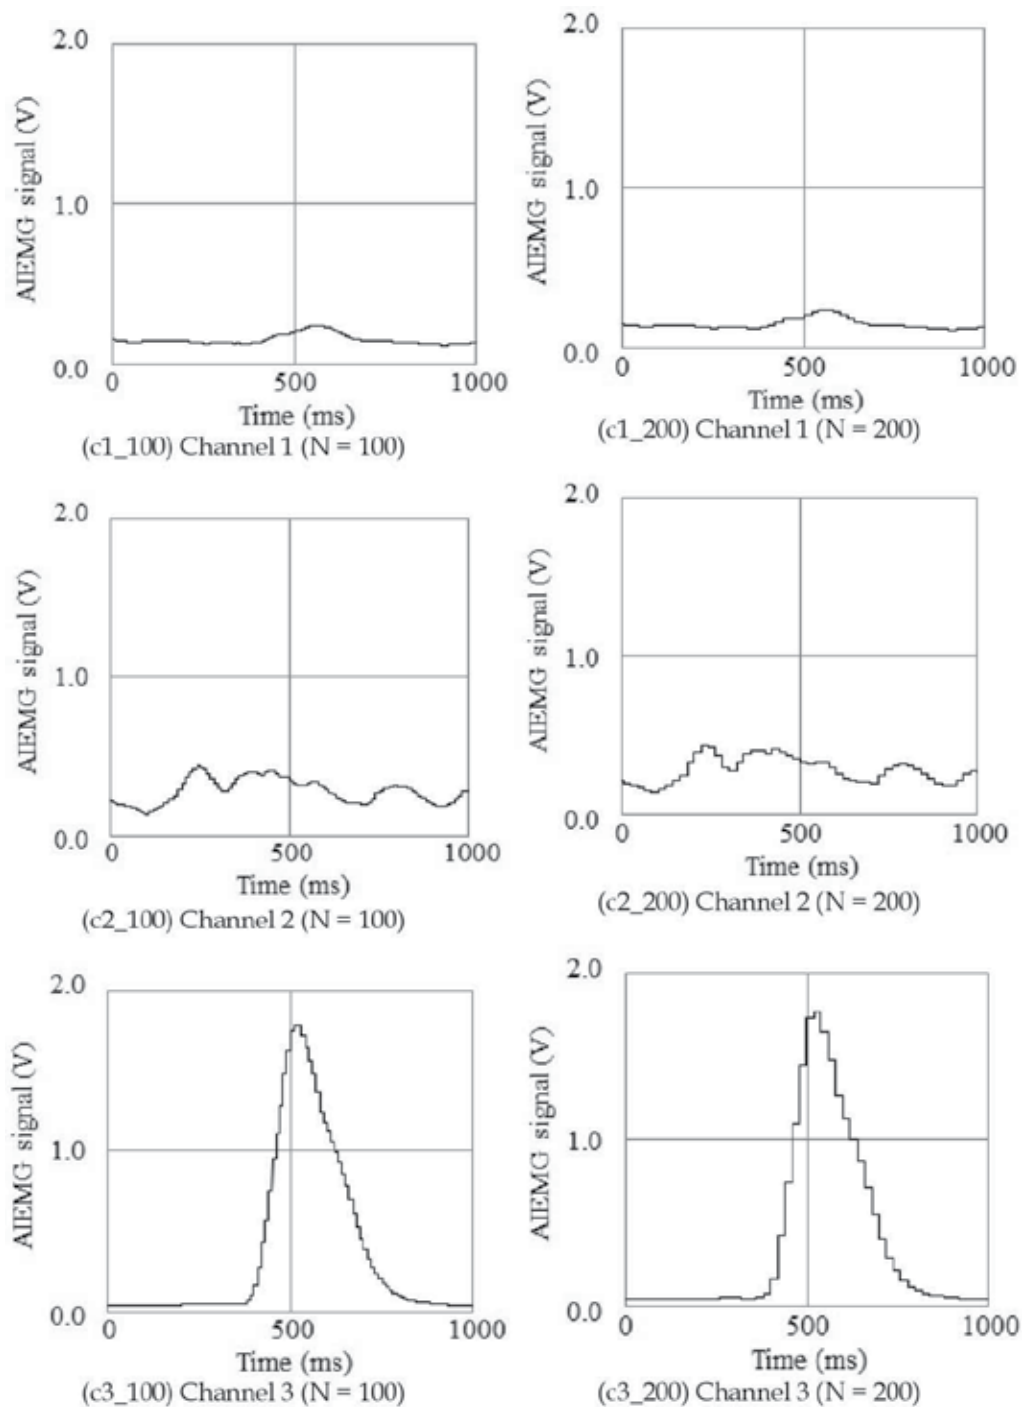 2.0
AIEMG signal (V)
1.0
0.0
0 500 1000
Time (ms)
(c1_100) Channel 1 (N = 100)
2.0
AIEMG signal (V)
1.0
0.0
0 500 1000
Time (ms)
(c1_200) Channel 1 (N = 200)
2.0
AIEMG signal (V)
1.0
0.0
0 500 1000
Time (ms)
(c2_100) Channel 2 (N = 100)
2.0
AIEMG signal (V)
1.0
0.0
0 500 1000
Time (ms)
(c2_200) Channel 2 (N = 200)
2.0
AIEMG signal (V)
1.0
0.0
0 500 1000
Time (ms)
(c3_100) Channel 3 (N = 100)
2.0
AIEMG signal (V)
1.0
0.0
0 500 1000
Time (ms)
(c3_200) Channel 3 (N = 200)